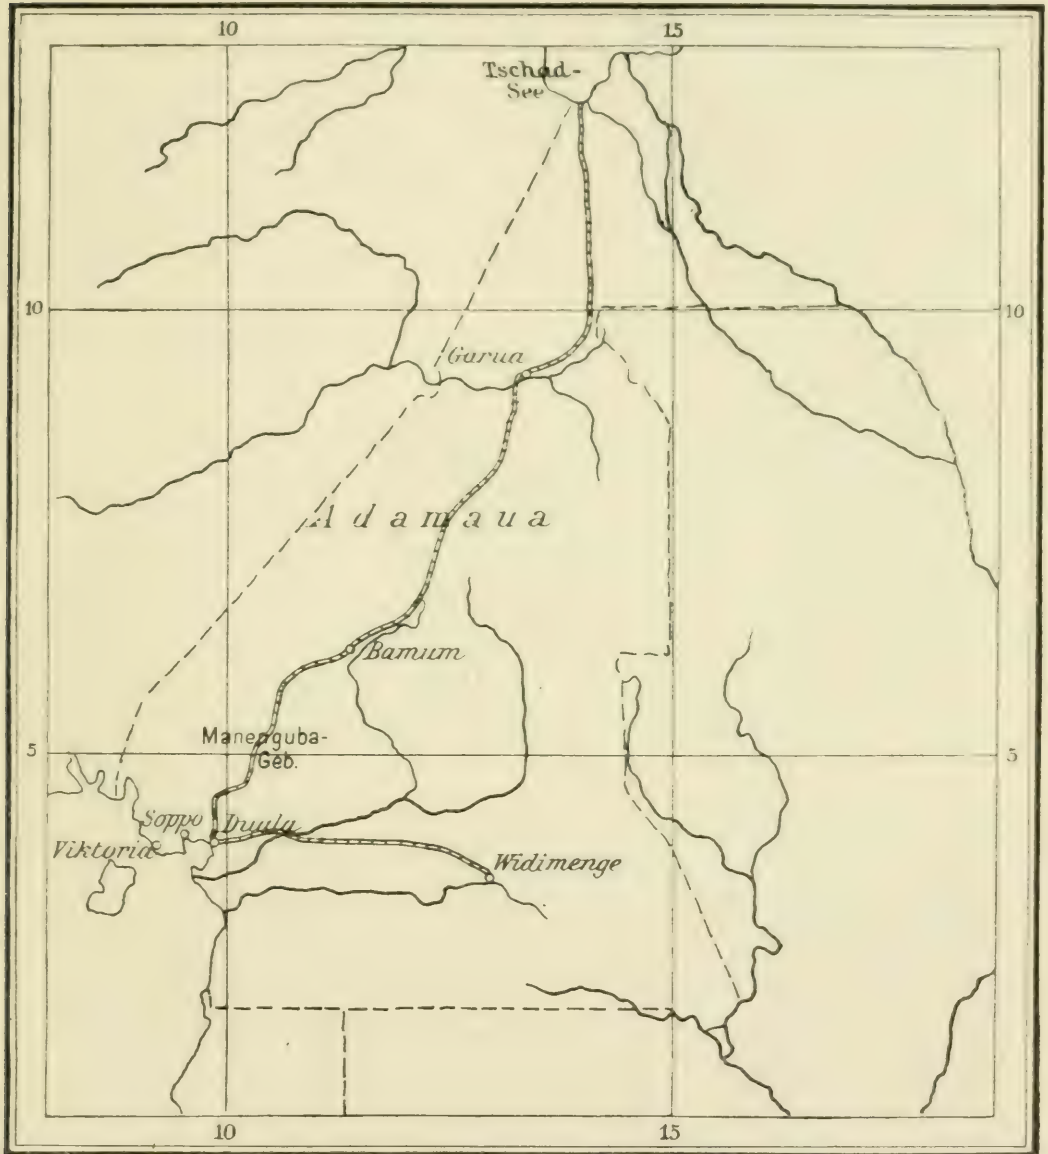 10 15
Tschad-
See
10 10
Garua
Adamaua
Bamum
Manenguba-
Geb.
5 5
Soppo Duala
Viktoria
Widimenge
10 15